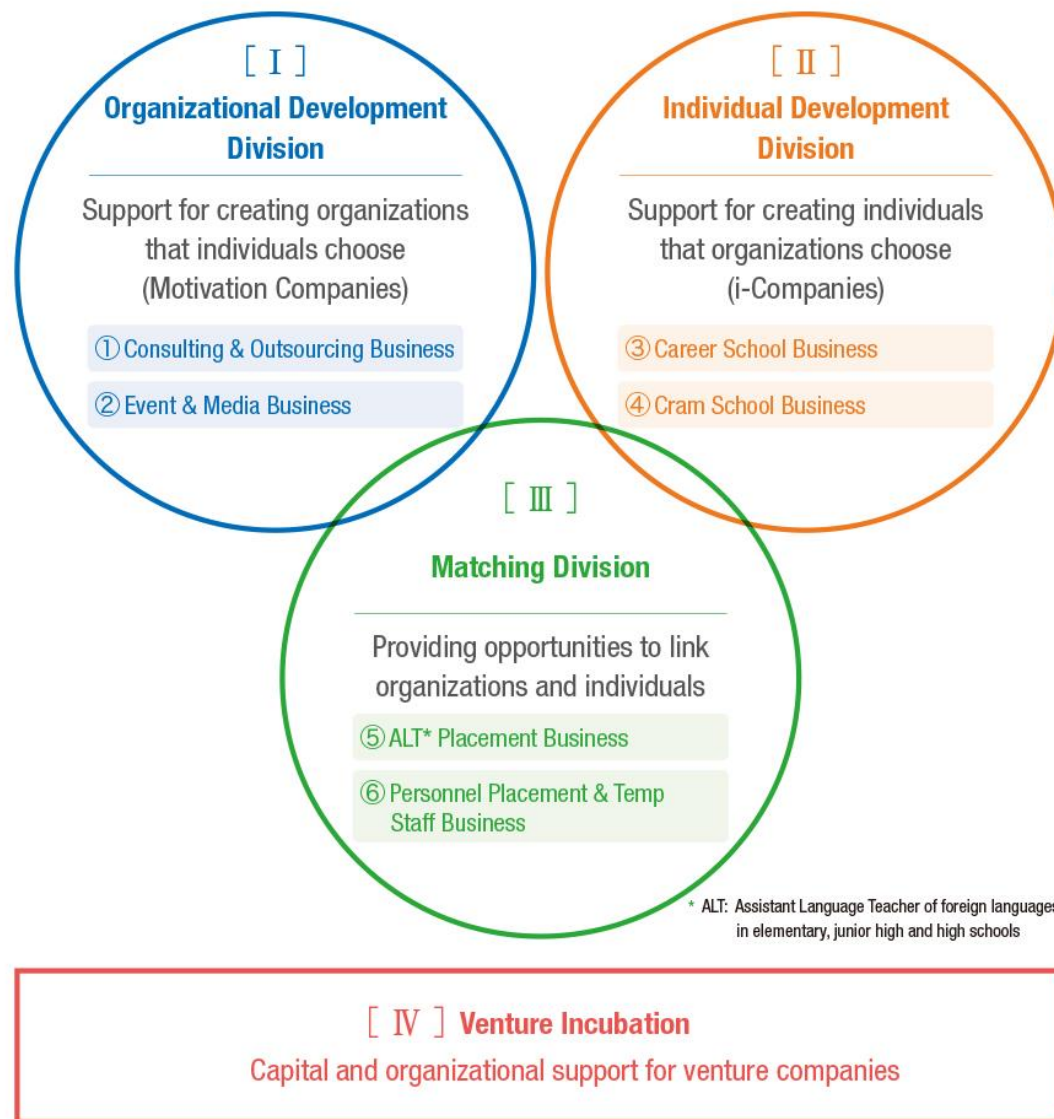 [ Ⅰ ]
Organizational Development
Division
Support for creating organizations
that individuals choose
(Motivation Companies)
① Consulting & Outsourcing Business
② Event & Media Business
[ Ⅱ ]
Individual Development
Division
Support for creating individuals
that organizations choose
(i-Companies)
③ Career School Business
④ Cram School Business
[ Ⅲ ]
Matching Division
Providing opportunities to link
organizations and individuals
⑤ ALT* Placement Business
⑥ Personnel Placement & Temp
Staff Business
* ALT: Assistant Language Teacher of foreign languages
in elementary, junior high and high schools
[ Ⅳ ] Venture Incubation
Capital and organizational support for venture companies